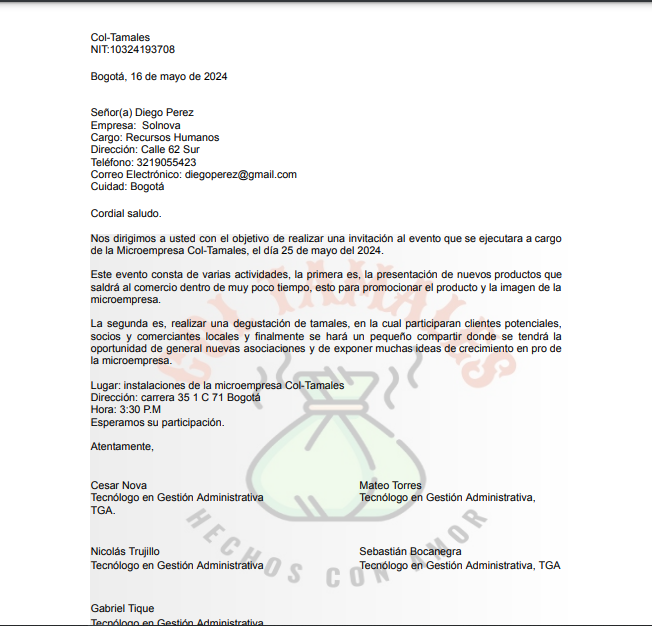 Col-Tamales
NIT:10324193708
Bogotá, 16 de mayo de 2024
Señor(a) Diego Perez
Empresa: Solnova
Cargo: Recursos Humanos
Dirección: Calle 62 Sur
Teléfono: 3219055423
Correo Electrónico: diegoperez@gmail.com
Cuidad: Bogotá
Cordial saludo.
Nos dirigimos a usted con el objetivo de realizar una invitación al evento que se ejecutara a cargo
de la Microempresa Col-Tamales, el día 25 de mayo del 2024.
Este evento consta de varias actividades, la primera es, la presentación de nuevos productos que
saldrá al comercio dentro de muy poco tiempo, esto para promocionar el producto y la imagen de la
microempresa.
La segunda es, realizar una degustación de tamales, en la cual participaran clientes potenciales,
socios y comerciantes locales y finalmente se hará un pequeño compartir donde se tendrá la
oportunidad de general nuevas asociaciones y de exponer muchas ideas de crecimiento en pro de
la microempresa.
Lugar: instalaciones de la microempresa Col-Tamales
Dirección: carrera 35 1 C 71 Bogotá
Hora: 3:30 P.M
Esperamos su participación.
Atentamente,
Cesar Nova
Tecnólogo en Gestión Administrativa
TGA.
Mateo Torres
Tecnólogo en Gestión Administrativa,
Nicolás Trujillo
Tecnólogo en Gestión Administrativa
Sebastián Bocanegra
Tecnólogo en Gestión Administrativa, TGA
Gabriel Tique
Tecnólogo en Gestión Administrativa
COL TAMALES
HECHOS CON AMOR